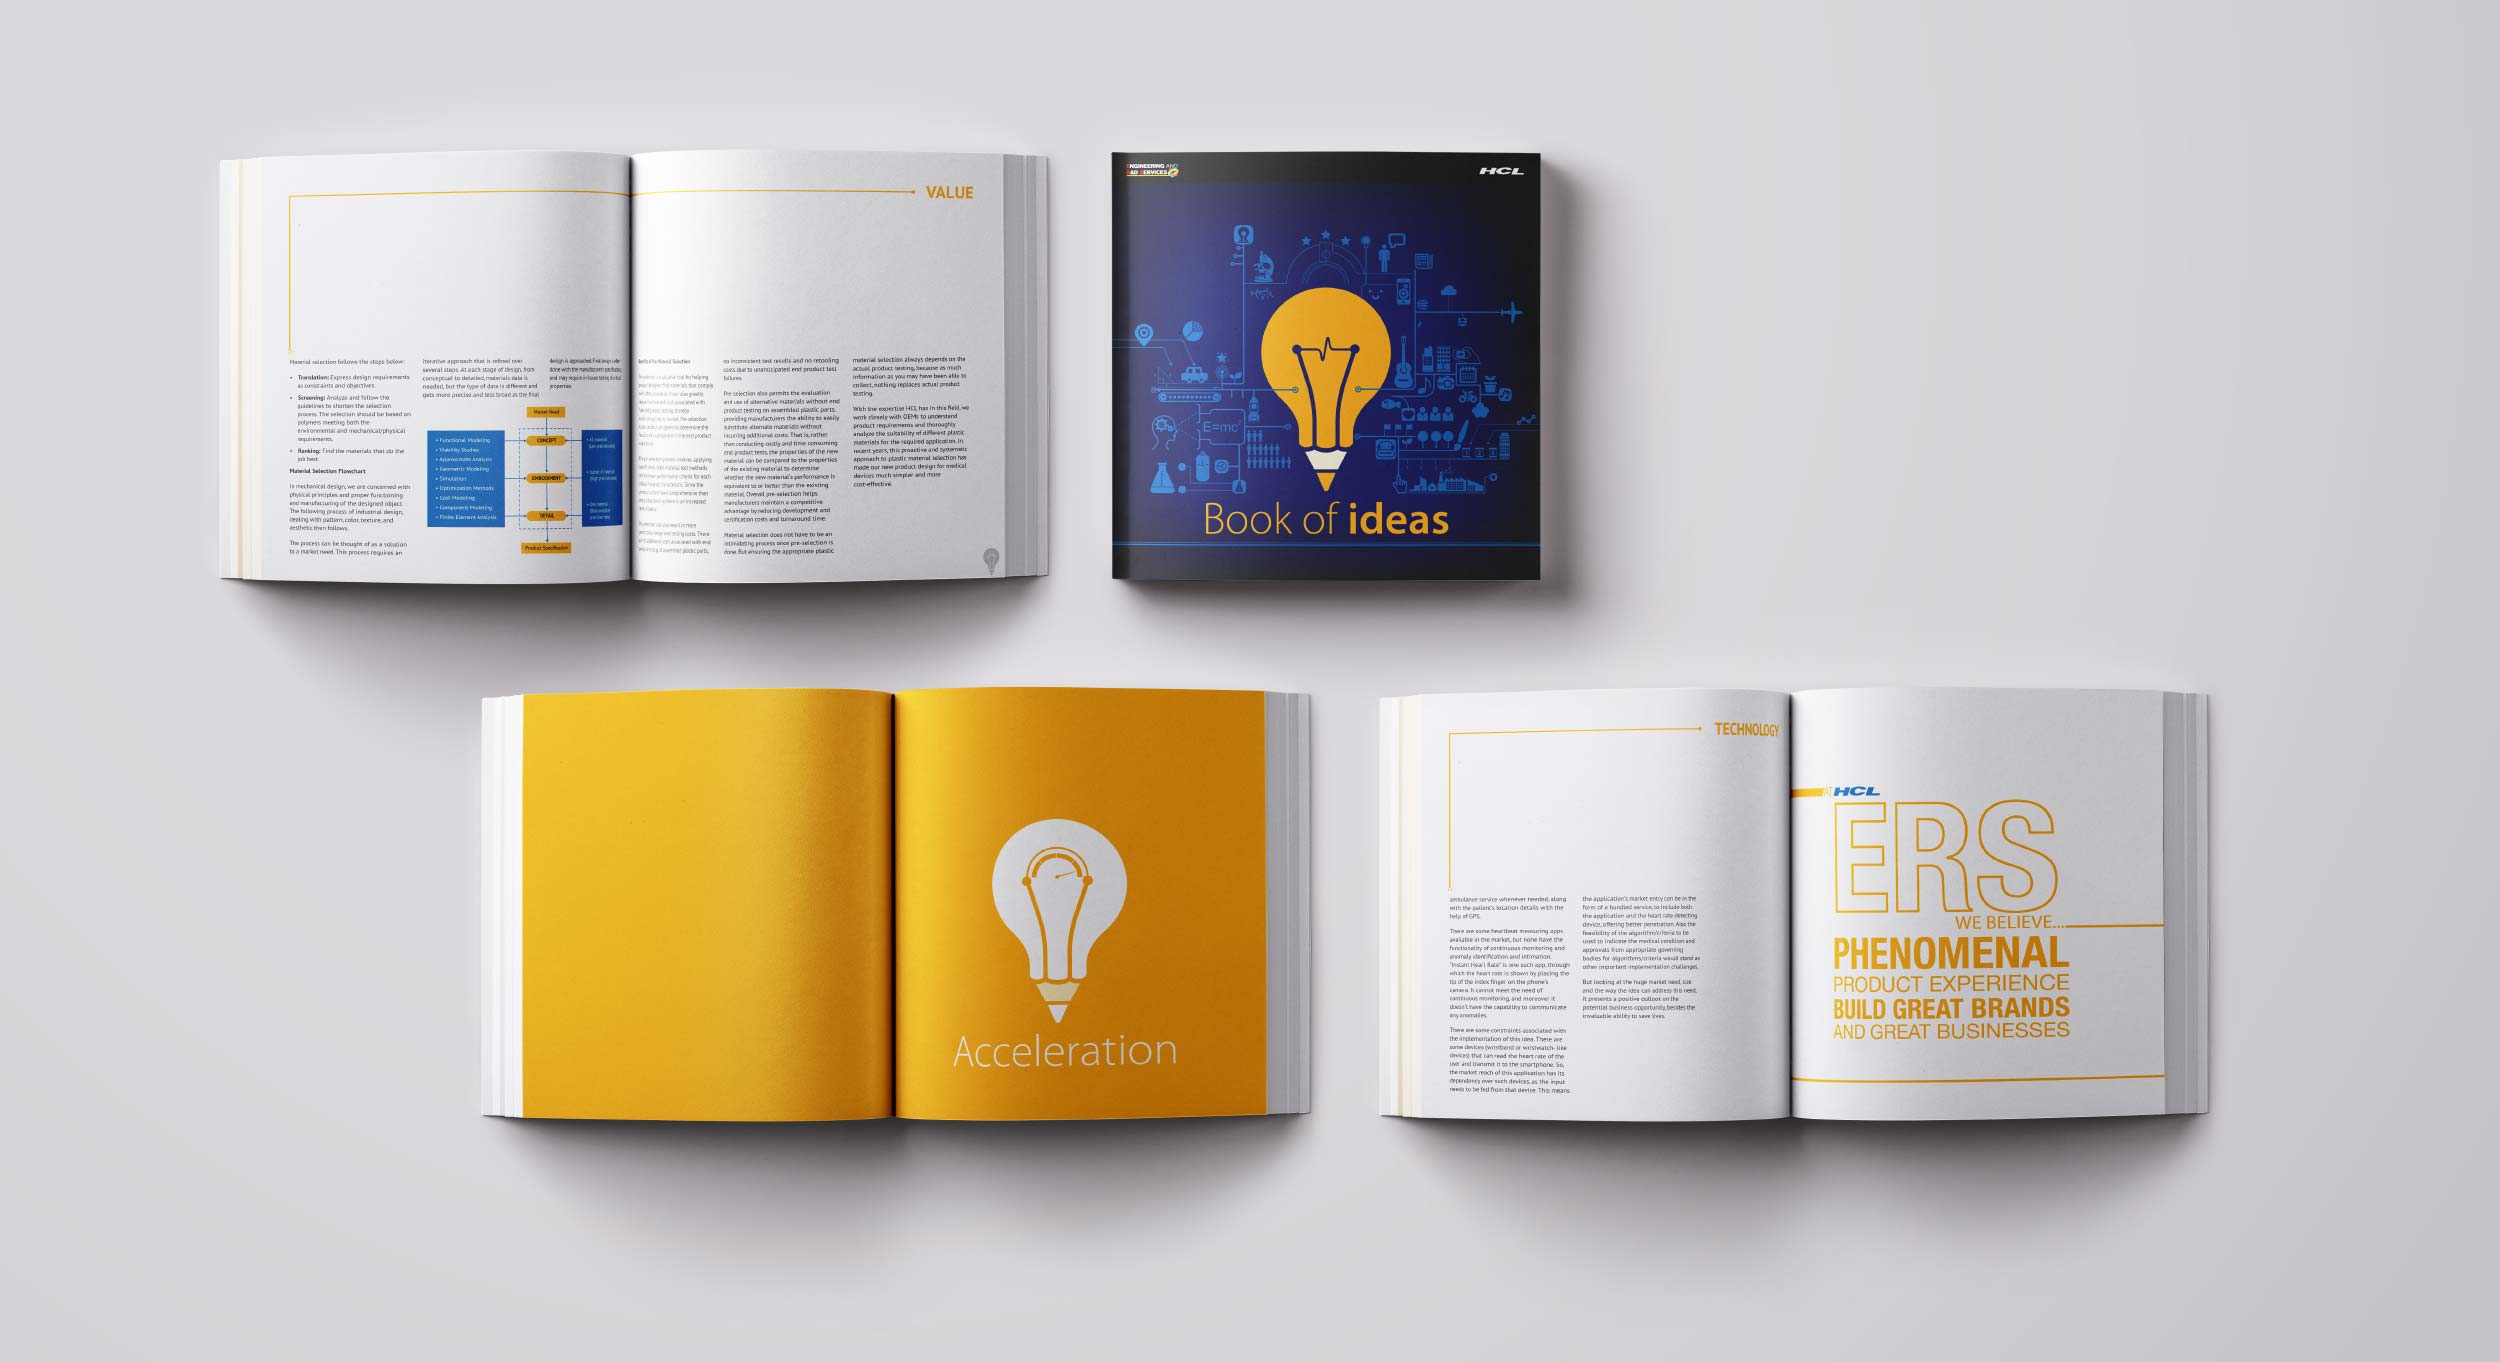 VALUE
Material selection follows the steps below:
• Translation: Express design requirements
as constraints and objectives.
• Screening: Analyze and follow the
guidelines to shorten the selection
process. The selection should be based on
polymers meeting both the
environmental and mechanical/physical
requirements.
• Ranking: Find the materials that do the
job best.
Material Selection Flowchart
In mechanical design, we are concerned with
physical principles and proper functioning
and manufacturing of the designed object.
The following process of industrial design,
dealing with pattern, color, texture, and
aesthetic then follows.
The process can be thought of as a solution
to a market need. This process requires an
iterative approach that is refined over
several steps. At each stage of design, from
conceptual to detailed, materials data is
needed, but the type of data is different and
gets more precise and less broad as the final
design is approached. Final
done with the manufacturer
and may require in-house testing
properties.
Market Need
• Functional Modeling
• Viability Studies
• Approximate Analysis
• Geometric Modeling
• Simulation
• Optimization Methods
• Cost Modeling
• Component Modeling
• Finite Element Analysis
CONCEPT
EMBODIMENT
DETAIL
Product Specification
no inconsistent test results and no retooling
costs due to unanticipated end product test
failures.
Pre selection also permits the evaluation
and use of alternative materials without end
product testing on assembled plastic parts,
providing manufacturers the ability to easily
substitute alternate materials without
incurring additional costs. That is, rather
than conducting costly and time consuming
end product tests, the properties of the new
material can be compared to the properties
of the existing material to determine
whether the new material's performance is
equivalent to or better than the existing
material. Overall pre-selection helps
manufacturers maintain a competitive
advantage by reducing development and
certification costs and turnaround time.
Material selection does not have to be an
intimidating process once pre-selection is
done. But ensuring the appropriate plastic
material selection always depends on the
actual product testing, because as much
information as you may have been able to
collect, nothing replaces actual product
testing.
With the expertise HCL has in this field, we
work closely with OEMs to understand
product requirements and thoroughly
analyze the suitability of different plastic
materials for the required application. In
recent years, this proactive and systematic
approach to plastic material selection has
made our new product design for medical
devices much simpler and more
cost-effective.
ENGINEERING AND
R&D SERVICES
HCL
E=mc²
Book of ideas
Acceleration
TECHNOLOGY
ambulance service whenever needed, along
with the patient's location details with the
help of GPS.
There are some heartbeat measuring apps
available in the market, but none have the
functionality of continuous monitoring and
anomaly identification and intimation.
"Instant Heart Rate" is one such app, through
which the heart rate is shown by placing the
tip of the index finger on the phone's
camera. It cannot meet the need of
continuous monitoring, and moreover it
doesn't have the capability to communicate
any anomalies.
There are some constraints associated with
the implementation of this idea. There are
some devices (wristband or wristwatch- like
devices) that can read the heart rate of the
user and transmit it to the smartphone. So,
the market reach of this application has its
dependency over such devices, as the input
needs to be fed from that device. This means
the application's market entry can be in the
form of a bundled service, to include both
the application and the heart rate detecting
device, offering better penetration. Also the
feasibility of the algorithm/criteria to be
used to indicate the medical condition and
approvals from appropriate governing
bodies for algorithms/criteria would stand as
other important implementation challenges.
But looking at the huge market need, size
and the way the idea can address this need,
it presents a positive outlook on the
potential business opportunity, besides the
invaluable ability to save lives.
AT HCL
ERS
WE BELIEVE...
PHENOMENAL
PRODUCT EXPERIENCE
BUILD GREAT BRANDS
AND GREAT BUSINESSES